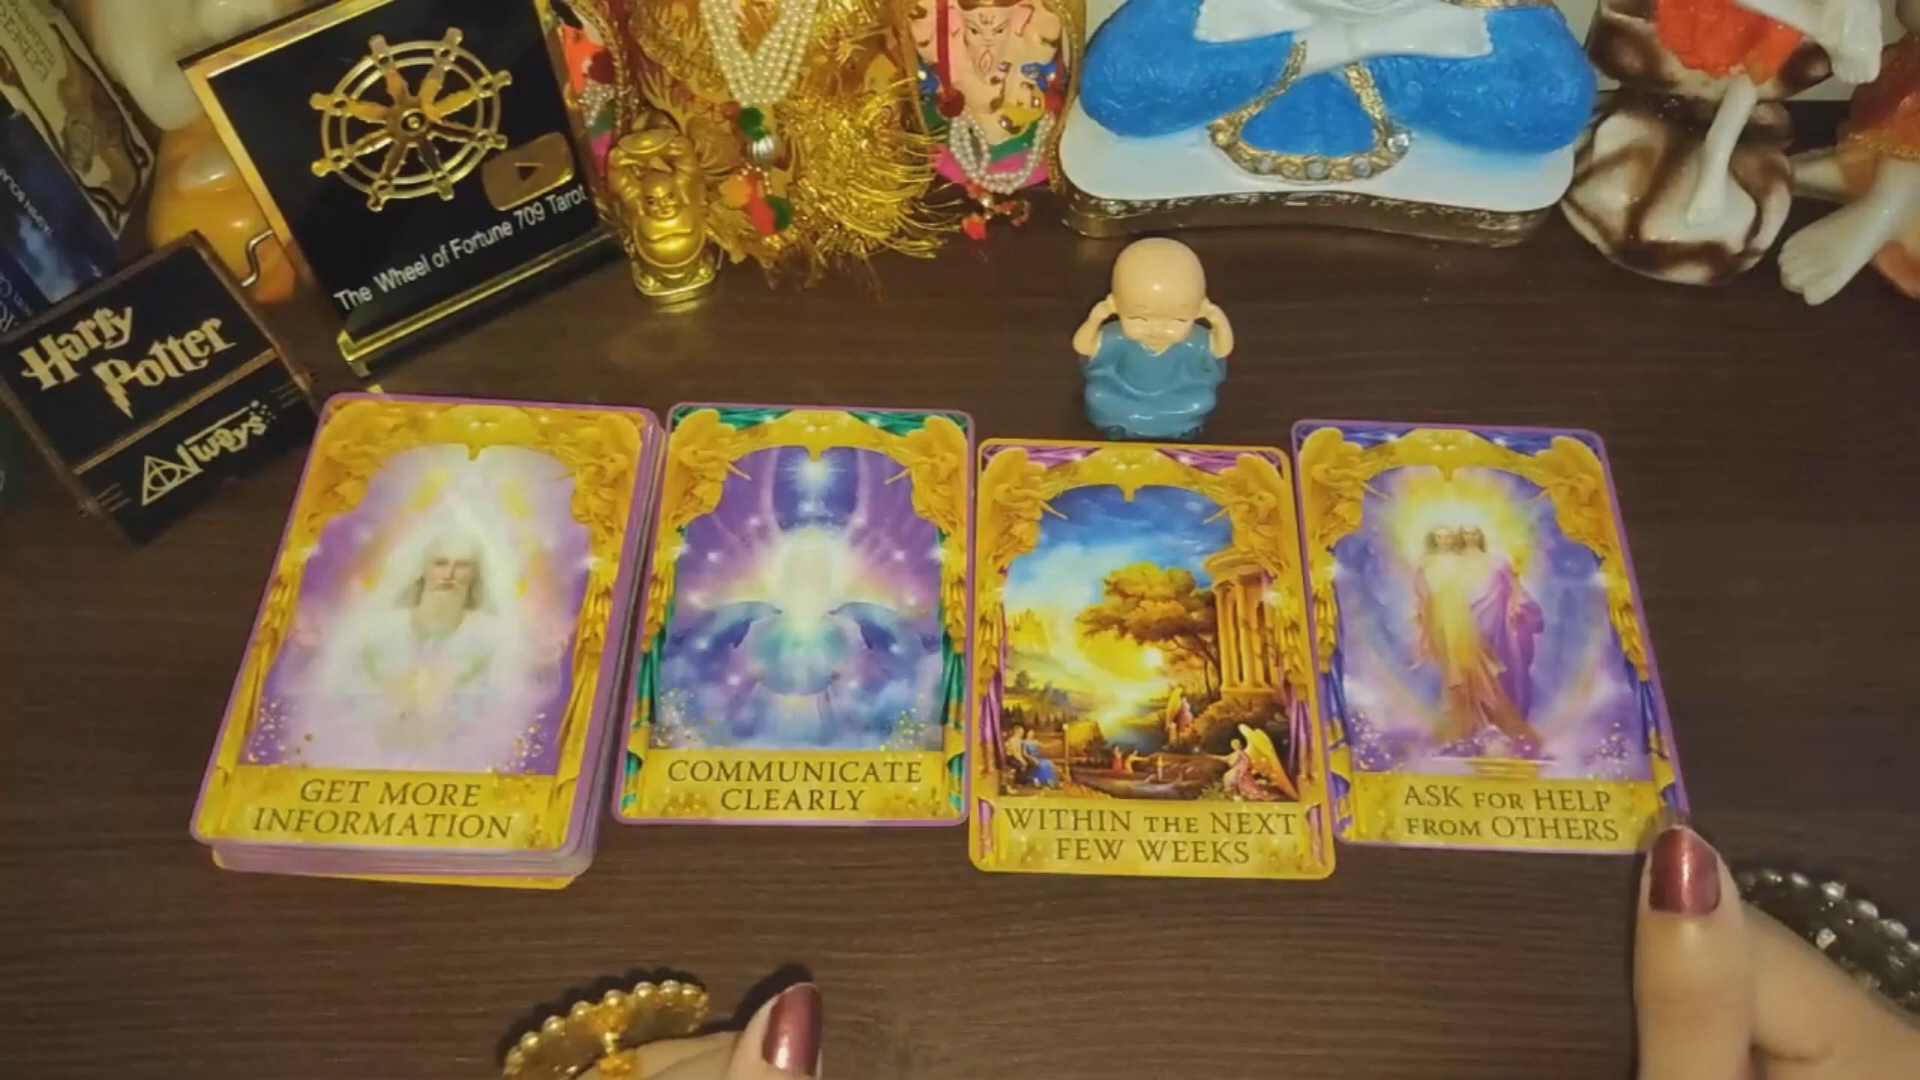 The Wheel of Fortune 709 Tarot
Harry
Potter
Always
GET MORE
INFORMATION
COMMUNICATE
CLEARLY
WITHIN THE NEXT
FEW WEEKS
ASK FOR HELP
FROM OTHERS